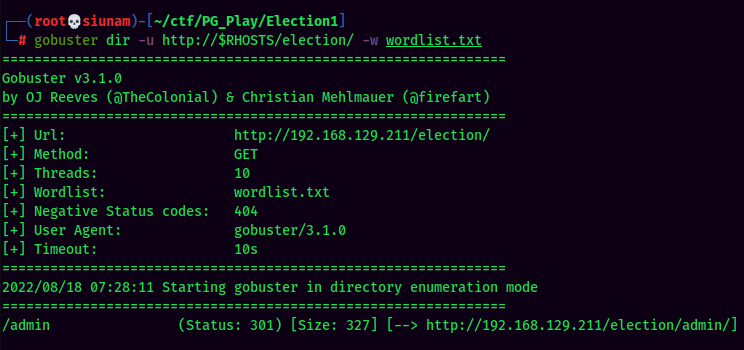 ┌──(root💀siunam)-[~/ctf/PG_Play/Election1]
└─# gobuster dir -u http://$RHOSTS/election/ -w wordlist.txt
===============================================================
Gobuster v3.1.0
by OJ Reeves (@TheColonial) & Christian Mehlmauer (@firefart)
===============================================================
[+] Url:                     http://192.168.129.211/election/
[+] Method:                  GET
[+] Threads:                 10
[+] Wordlist:                wordlist.txt
[+] Negative Status codes:   404
[+] User Agent:              gobuster/3.1.0
[+] Timeout:                 10s
===============================================================
2022/08/18 07:28:11 Starting gobuster in directory enumeration mode
===============================================================
/admin                (Status: 301) [Size: 327] [--> http://192.168.129.211/election/admin/]